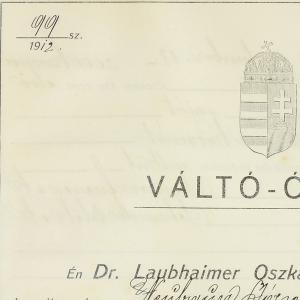 99 sz.
1912.
VÁLTÓ-Ó
Én Dr. Laubhaimer Oszka